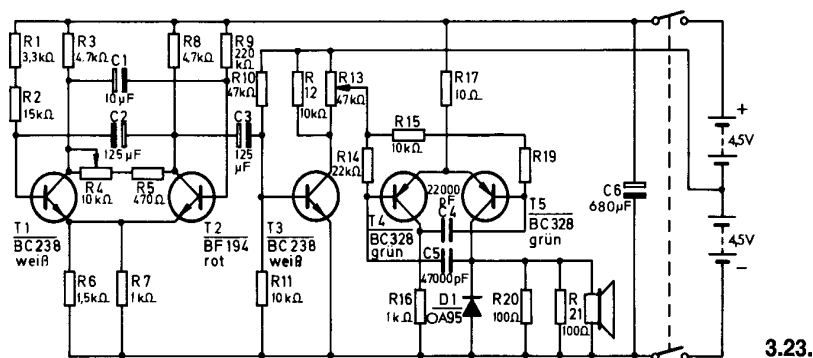 R1
3,3kΩ
R3
4.7kΩ
R8
4,7kΩ
R9
220
kΩ
C1
10µF
R10
47kΩ
R
12
10kΩ
R13
47kΩ
R17
10Ω
R2
15kΩ
C2
125µF
C3
125
µF
R15
10kΩ
R14
22kΩ
R19
R4
10kΩ
R5
470Ω
22000
pF
C4
C6
680µF
+
4,5V
4,5V
−
T1
BC238
weiß
T2
BF194
rot
T3
BC238
weiß
T4
BC328
grün
T5
BC328
grün
C5
47000pF
R6
1,5kΩ
R7
1kΩ
R11
10kΩ
R16
1kΩ
D1
OA95
R20
100Ω
R
21
100Ω
3.23.